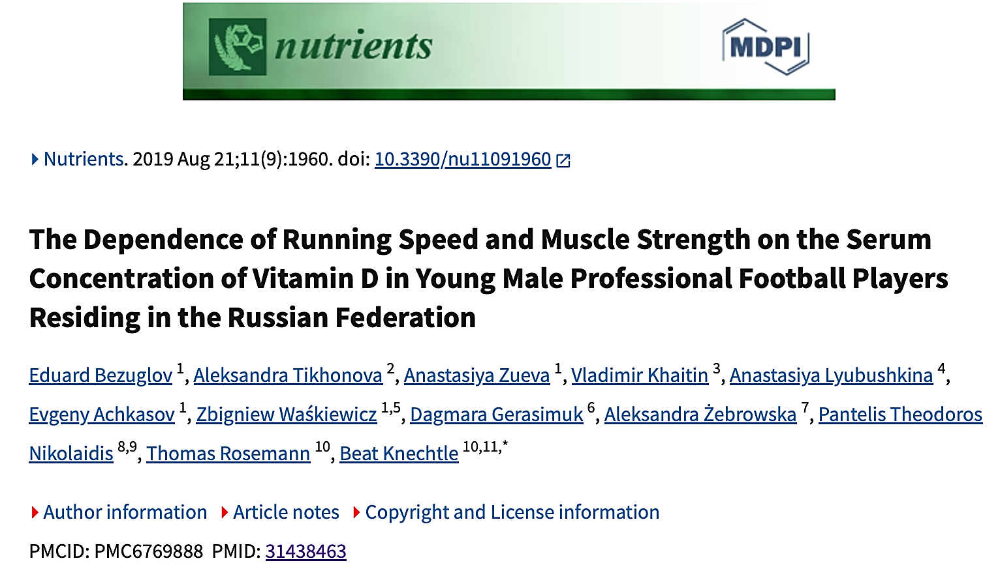 nutrients
MDPI
Nutrients. 2019 Aug 21;11(9):1960. doi: 10.3390/nu11091960
The Dependence of Running Speed and Muscle Strength on the Serum
Concentration of Vitamin D in Young Male Professional Football Players
Residing in the Russian Federation
Eduard Bezuglov 1, Aleksandra Tikhonova 2, Anastasiya Zueva 1, Vladimir Khaitin 3, Anastasiya Lyubushkina 4,
Evgeny Achkasov 1, Zbigniew Waśkiewicz 1,5, Dagmara Gerasimuk 6, Aleksandra Żebrowska 7, Pantelis Theodoros
Nikolaidis 8,9, Thomas Rosemann 10, Beat Knechtle 10,11,*
Author information Article notes Copyright and License information
PMCID: PMC6769888 PMID: 31438463